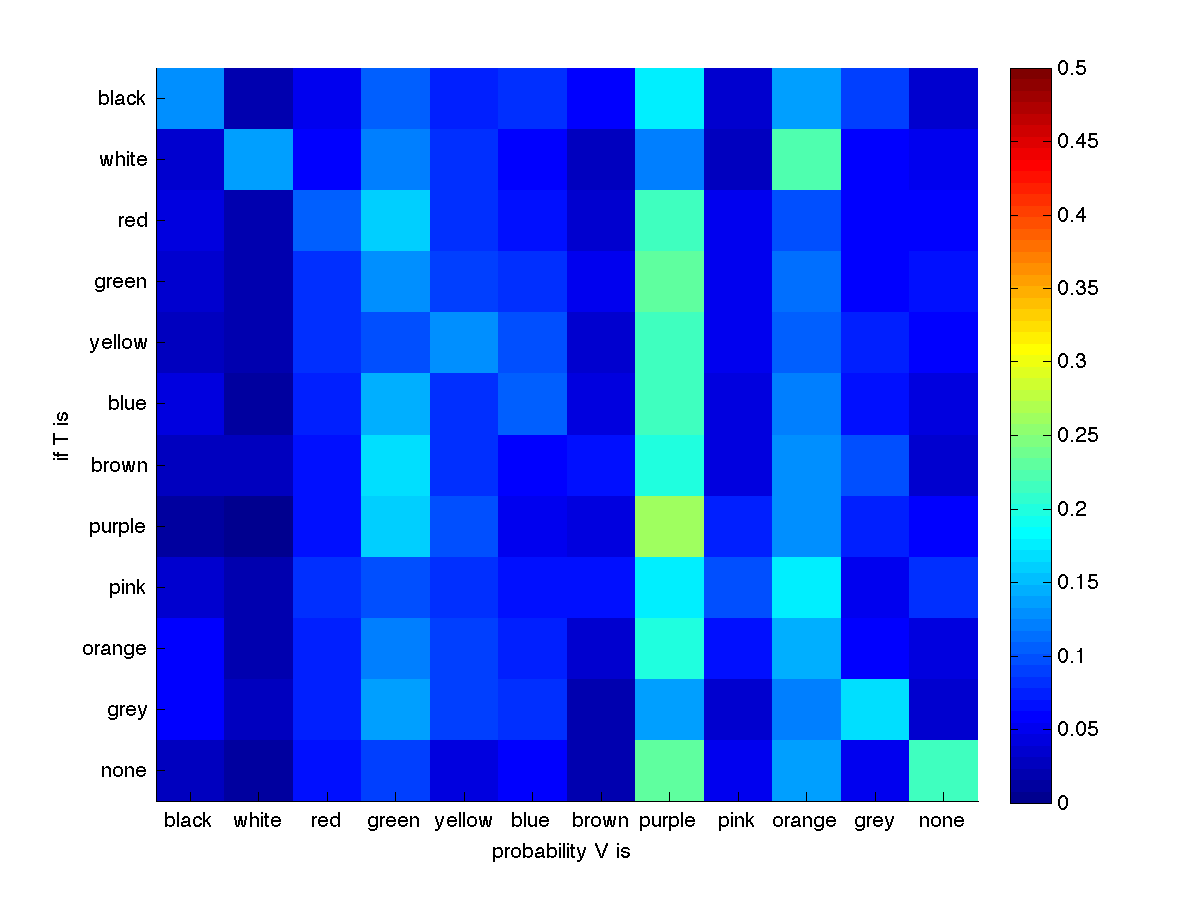 black
white
red
green
yellow
blue
brown
purple
pink
orange
grey
none
if T is
black white red green yellow blue brown purple pink orange grey none
probability V is
0.5
0.45
0.4
0.35
0.3
0.25
0.2
0.15
0.1
0.05
0